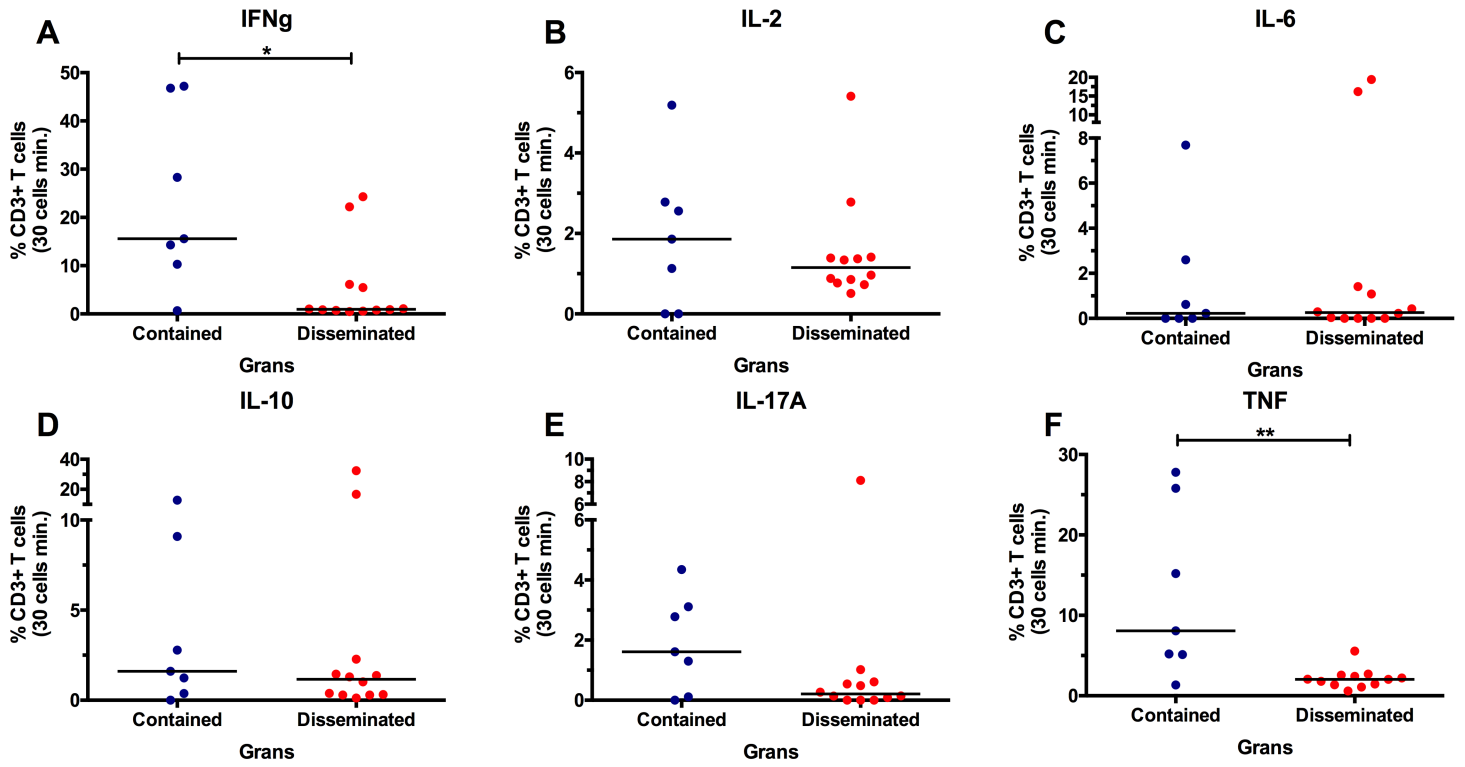 A
IFNg
*
% CD3+ T cells
(30 cells min.)
50
40
30
20
10
0
Contained
Disseminated
Grans
B
IL-2
% CD3+ T cells
(30 cells min.)
6
4
2
0
Contained
Disseminated
Grans
C
IL-6
% CD3+ T cells
(30 cells min.)
20
15
10
8
6
4
2
0
Contained
Disseminated
Grans
D
IL-10
% CD3+ T cells
(30 cells min.)
40
20
10
5
0
Contained
Disseminated
Grans
E
IL-17A
% CD3+ T cells
(30 cells min.)
10
8
6
6
4
2
0
Contained
Disseminated
Grans
F
TNF
**
% CD3+ T cells
(30 cells min.)
30
20
10
0
Contained
Disseminated
Grans